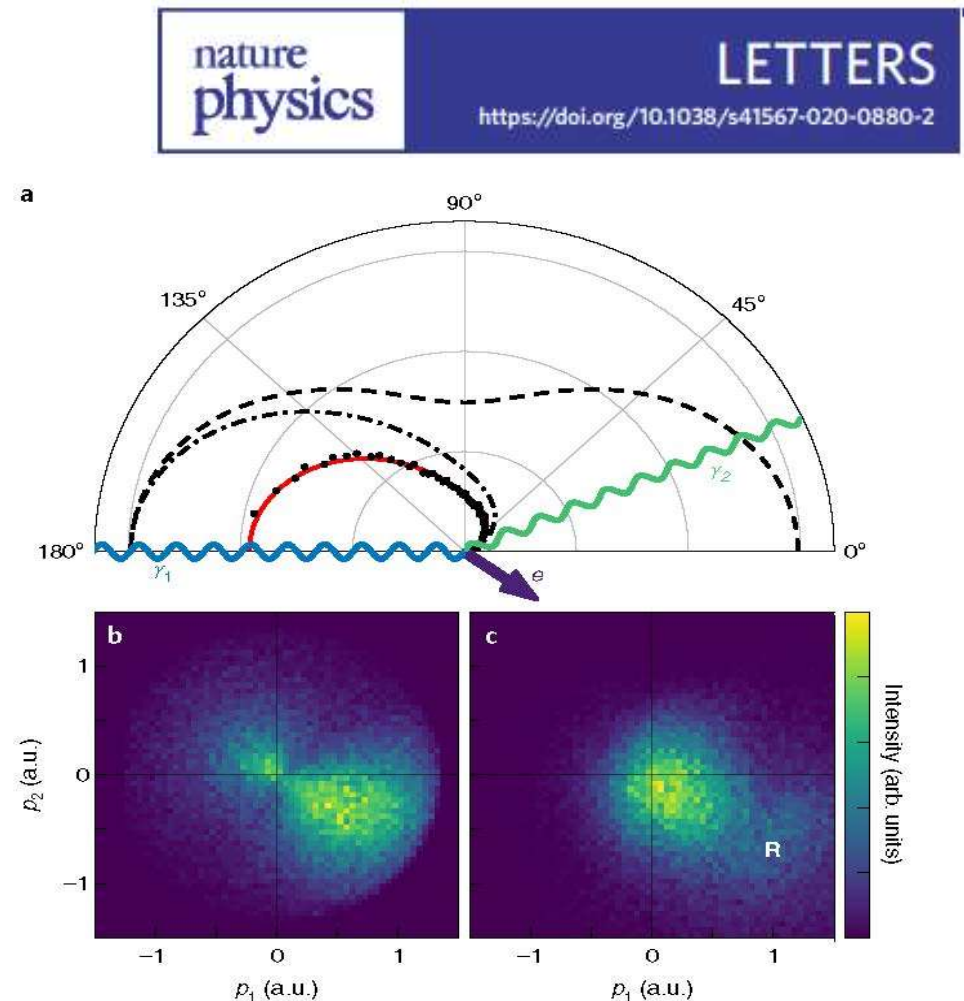 nature
physics
LETTERS
https://doi.org/10.1038/s41567-020-0880-2
a
90°
135°
45°
180°
0°
γ1
γ2
e
b
c
1
0
−1
p2 (a.u.)
R
Intensity (arb. units)
−1 0 1
−1 0 1
p1 (a.u.)
p1 (a.u.)